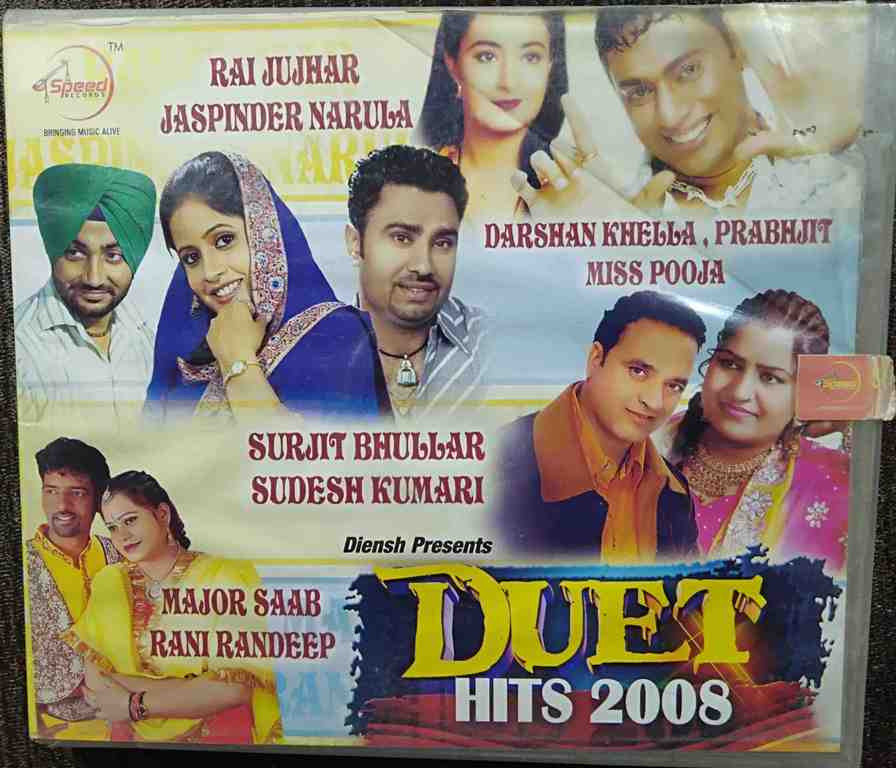 TM
Speed
RECORDS
BRINGING MUSIC ALIVE
RAI JUJHAR
JASPINDER NARULA
DARSHAN KHELLA , PRABHJIT
MISS POOJA
SURJIT BHULLAR
SUDESH KUMARI
Diensh Presents
MAJOR SAAB
RANI RANDEEP
DUET
HITS 2008